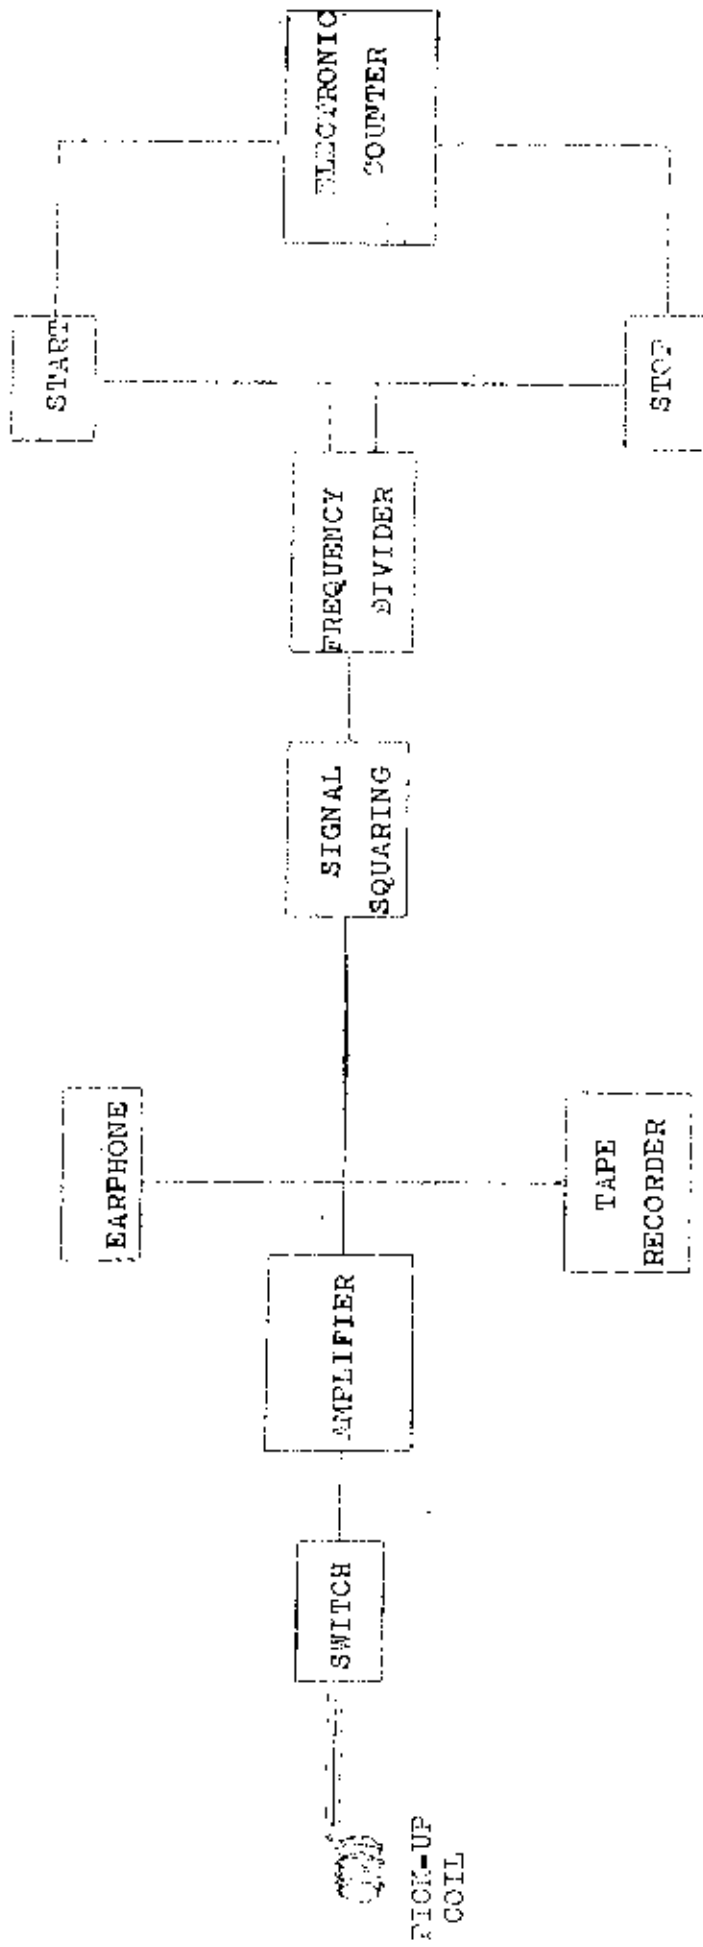 PICK-UP
COIL
SWITCH
AMPLIFIER
EARPHONE
TAPE
RECORDER
SIGNAL
SQUARING
FREQUENCY
DIVIDER
START
STOP
ELECTRONIC
COUNTER